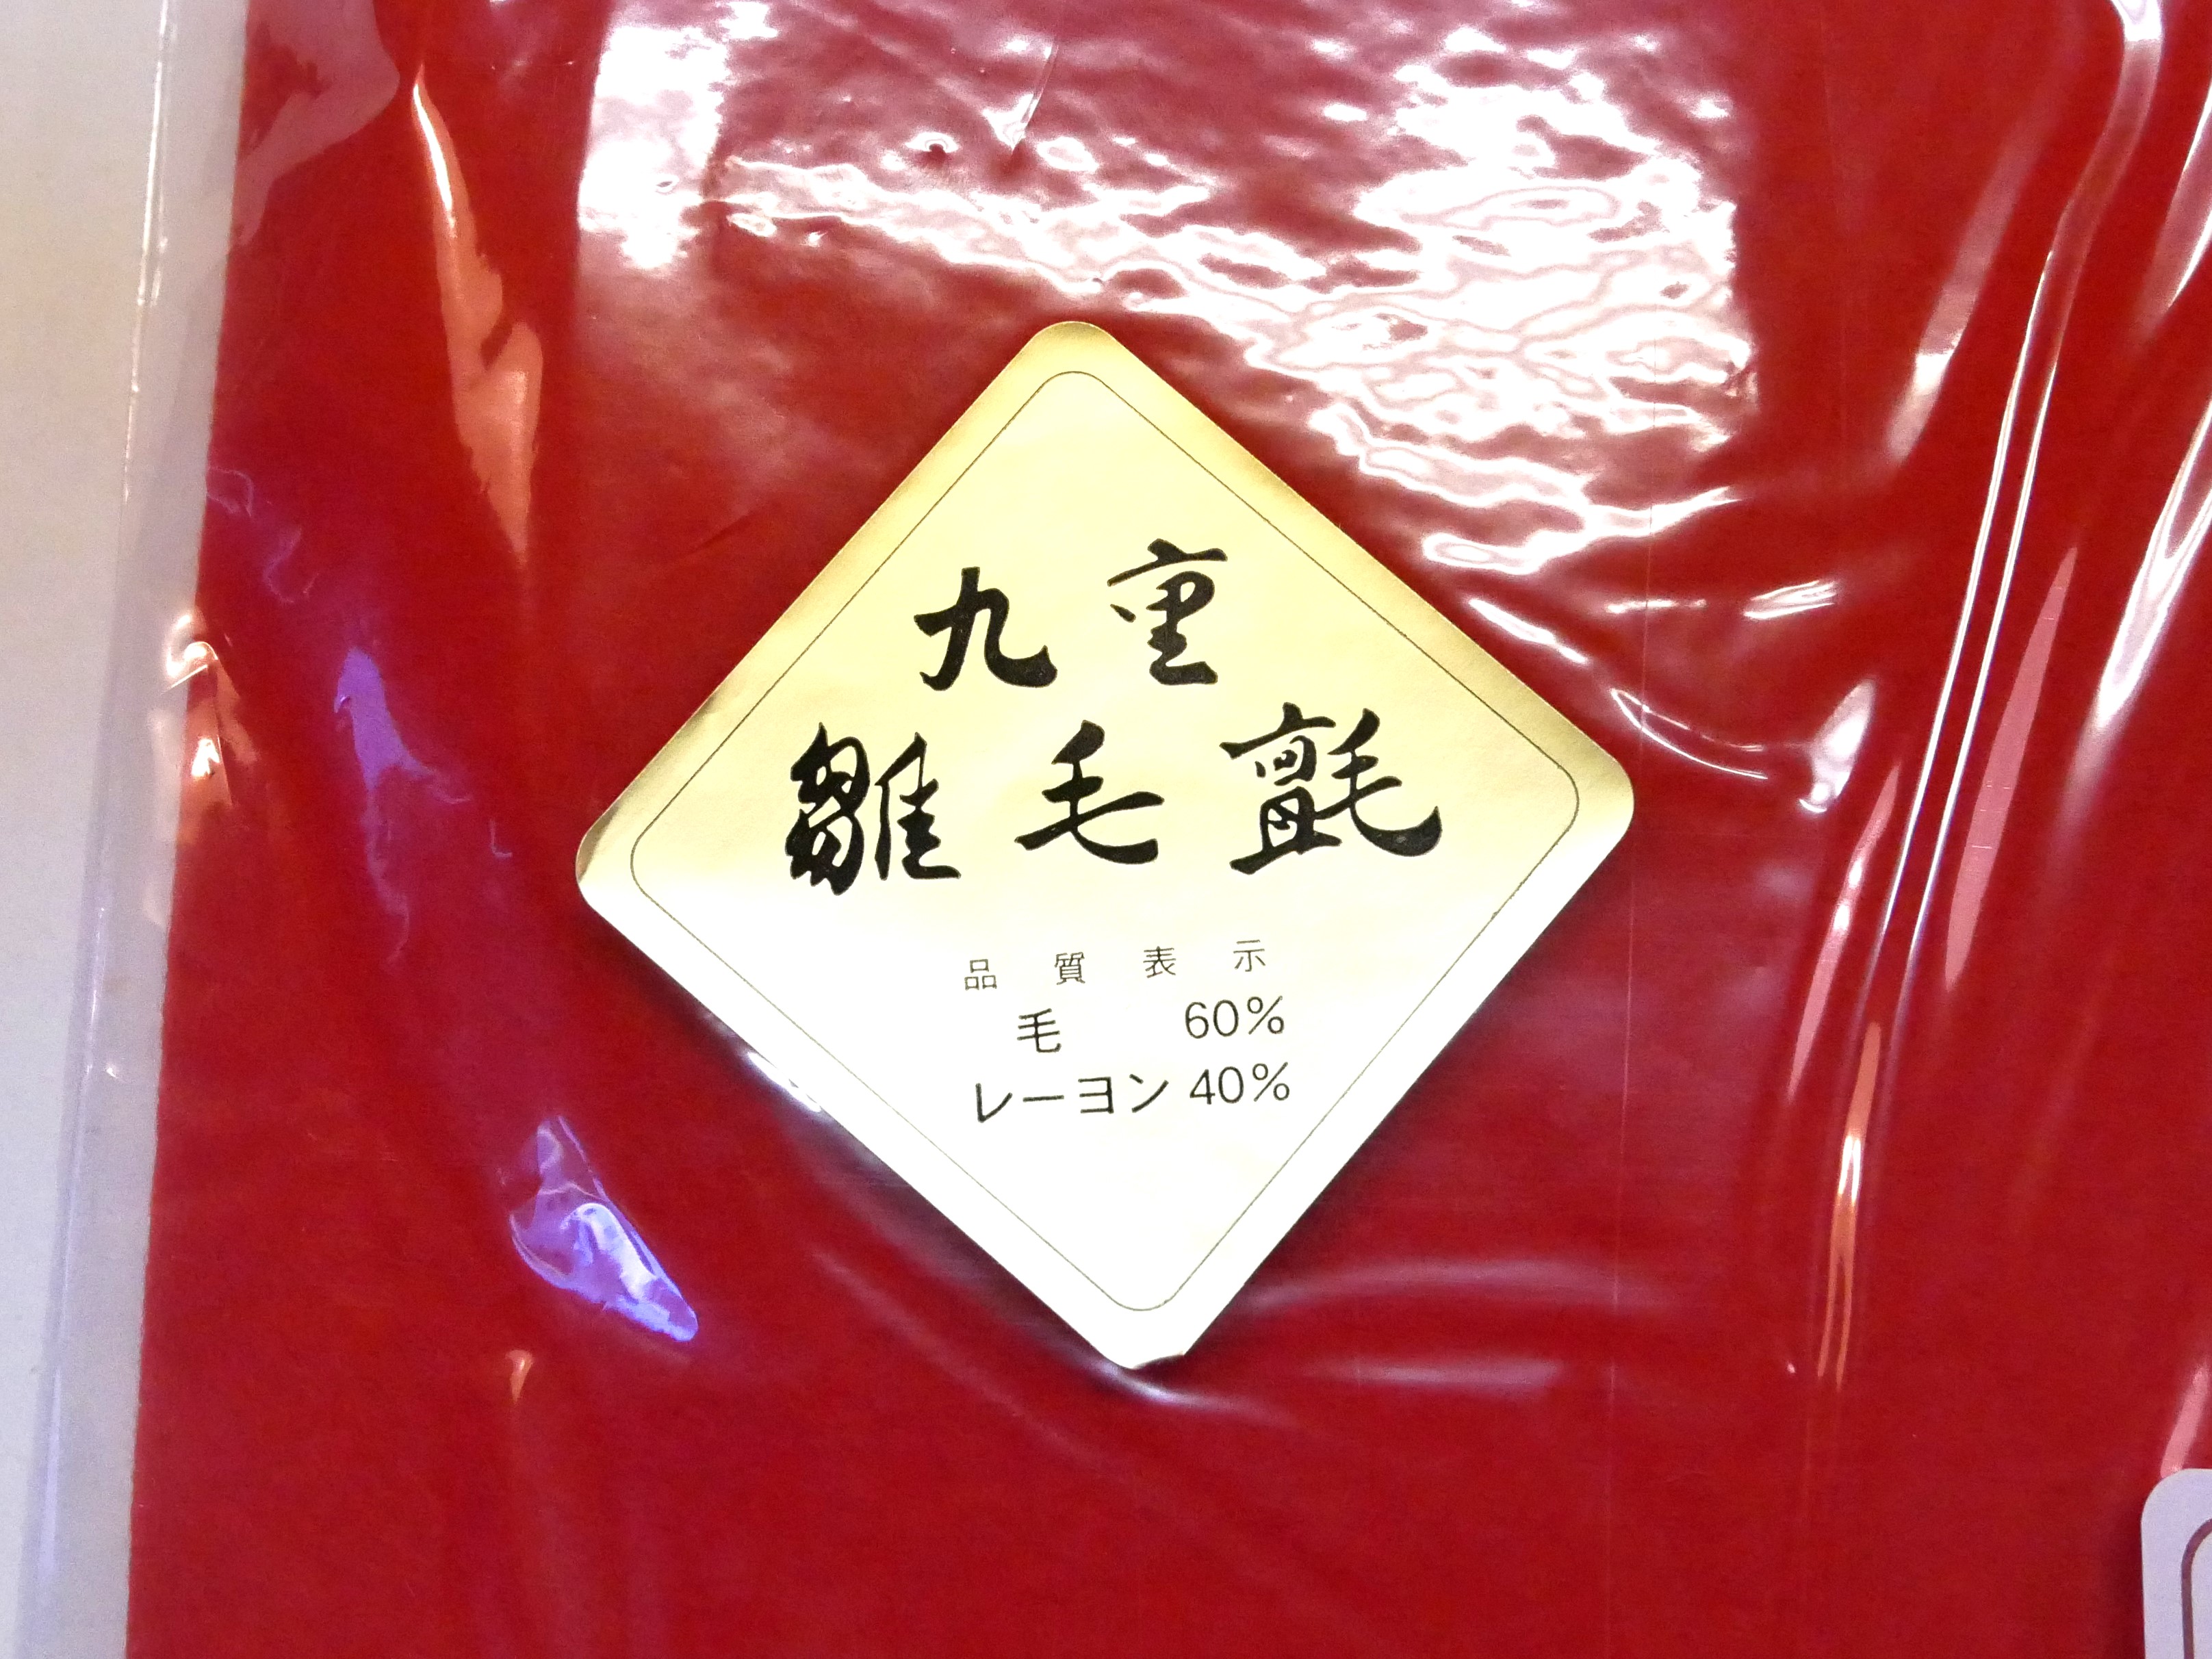 九重
雛毛氈
品質表示
毛 60%
レーヨン 40%